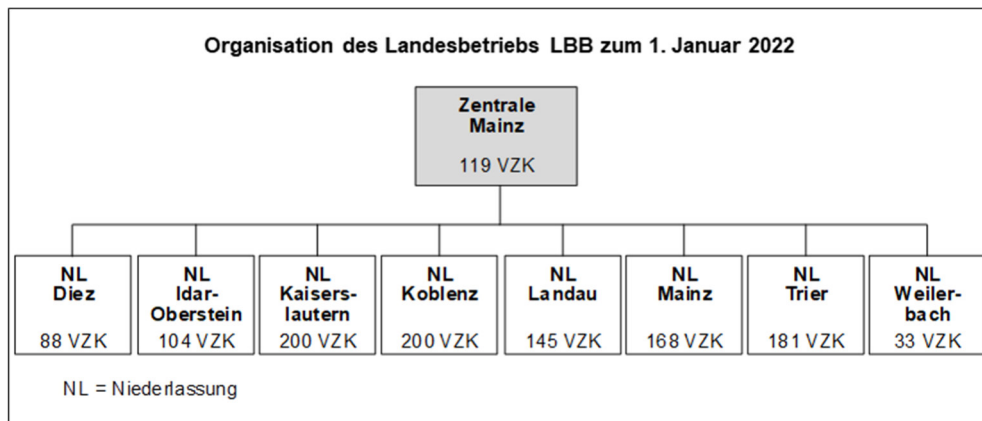 Organisation des Landesbetriebs LBB zum 1. Januar 2022
Zentrale
Mainz
119 VZK
NL
Diez
88 VZK
NL
Idar-
Oberstein
104 VZK
NL
Kaisers-
lautern
200 VZK
NL
Koblenz
200 VZK
NL
Landau
145 VZK
NL
Mainz
168 VZK
NL
Trier
181 VZK
NL
Weiler-
bach
33 VZK
NL = Niederlassung